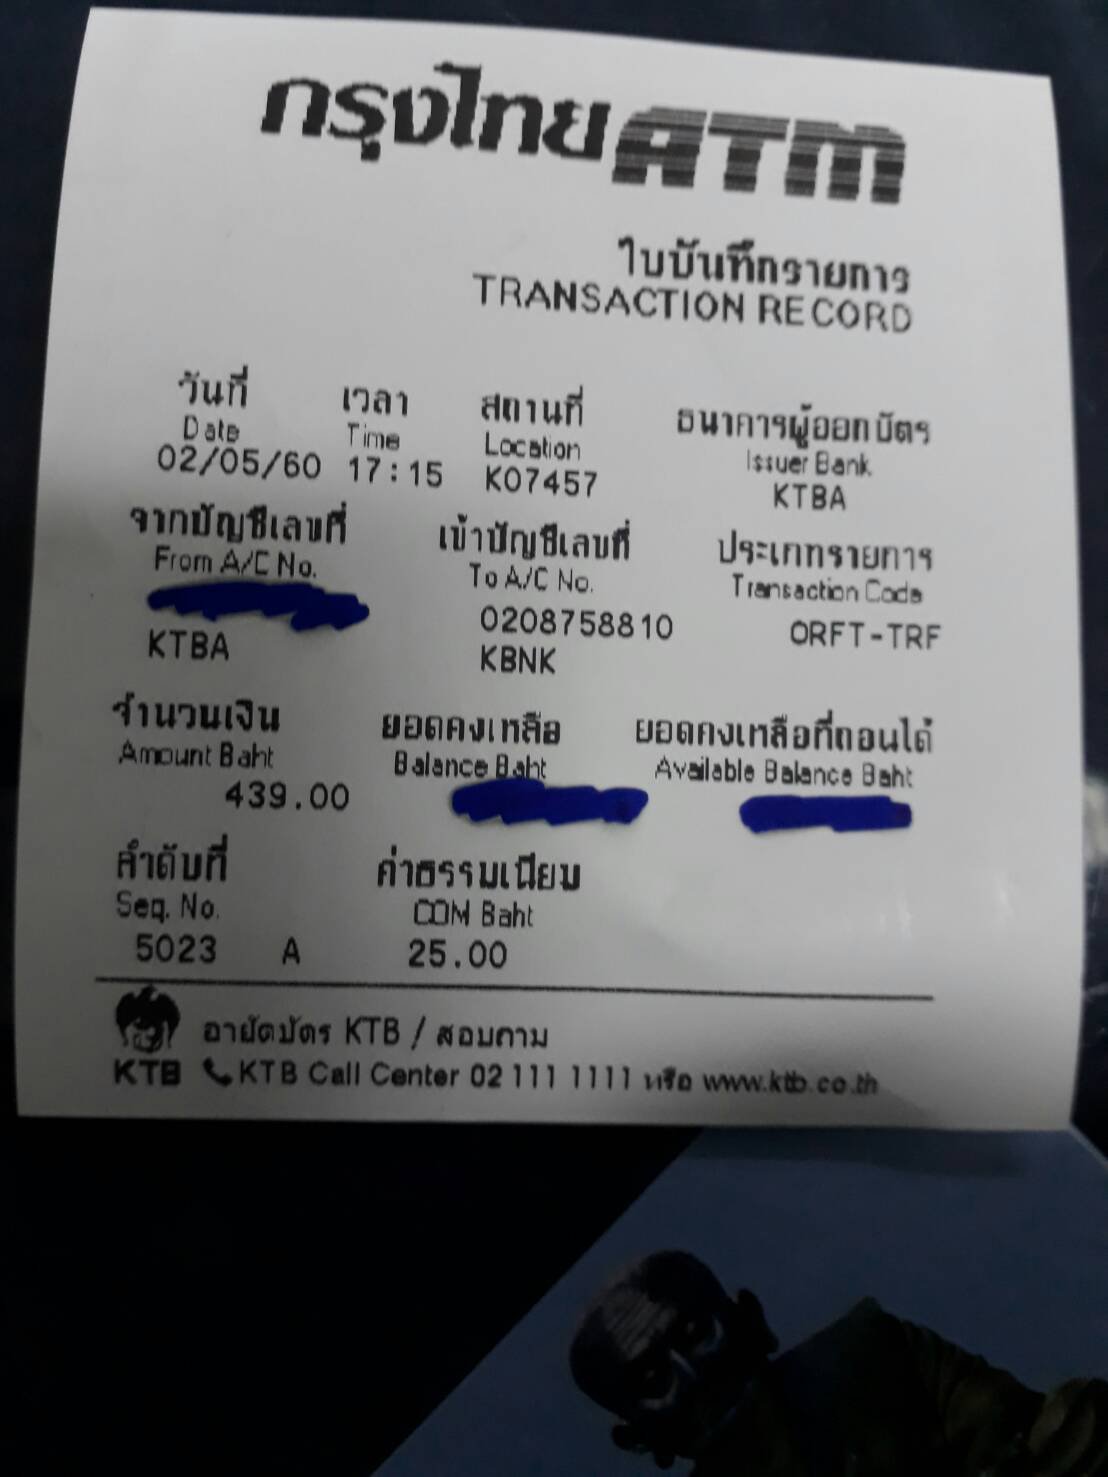 กรุงไทย ATM
ใบบันทึกรายการ
TRANSACTION RECORD
วันที่ เวลา สถานที่ ธนาคารผู้ออกบัตร
Date Time Location Issuer Bank
02/05/60 17:15 K07457 KTBA
จากบัญชีเลขที่ เข้าบัญชีเลขที่ ประเภทรายการ
From A/C No. To A/C No. Transaction Code
0208758810 ORFT-TRF
KTBA KBNK
จำนวนเงิน ยอดคงเหลือ ยอดคงเหลือที่ถอนได้
Amount Baht Balance Baht Available Balance Baht
439.00
ลำดับที่ ค่าธรรมเนียม
Seq. No. COM Baht
5023 A 25.00
อายัดบัตร KTB / สอบถาม
KTB KTB Call Center 02 111 1111 หรือ www.ktb.co.th